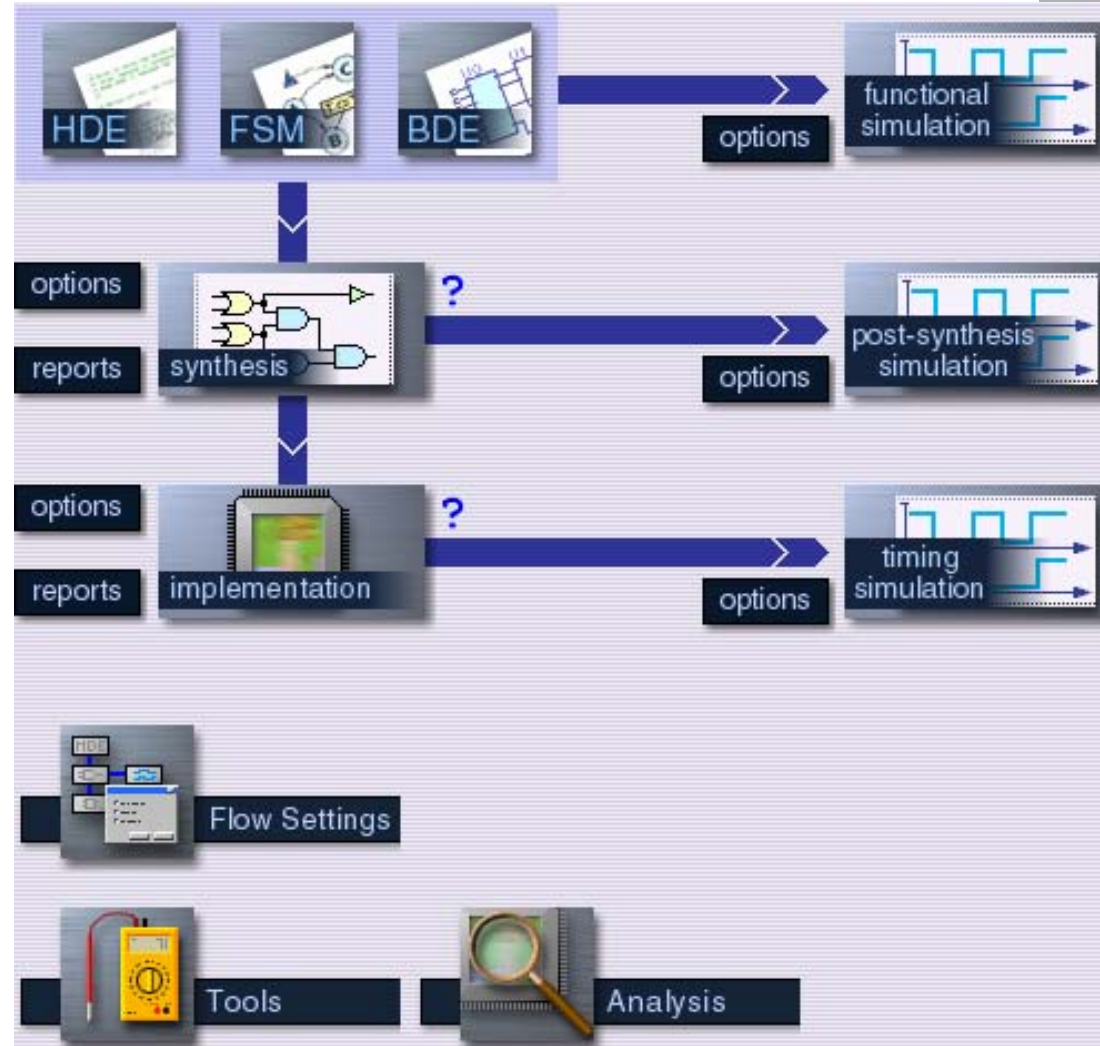 HDE
FSM
BDE
functional
simulation
options
options
reports
synthesis
?
post-synthesis
simulation
options
options
reports
implementation
?
timing
simulation
options
HDE
Flow Settings
Tools
Analysis